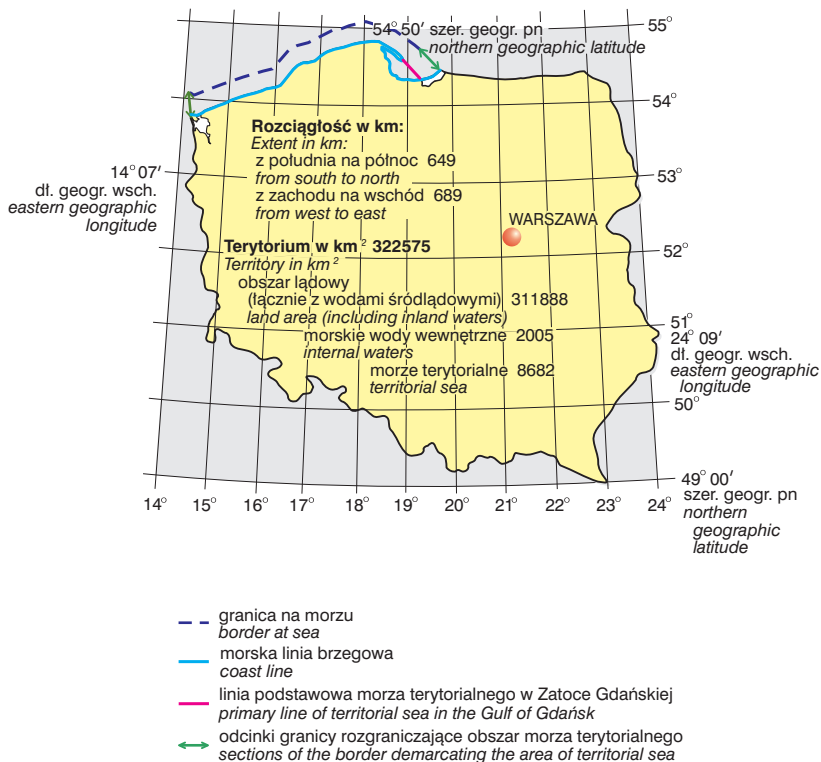 55°
54° 50′ szer. geogr. pn
northern geographic latitude
54°
Rozciągłość w km:
Extent in km:
z południa na północ 649
from south to north
z zachodu na wschód 689
from west to east
14° 07′
dł. geogr. wsch.
eastern geographic
longitude
53°
WARSZAWA
52°
Terytorium w km² 322575
Territory in km²
obszar lądowy
(łącznie z wodami śródlądowymi) 311888
land area (including inland waters)
morskie wody wewnętrzne 2005
internal waters
morze terytorialne 8682
territorial sea
51°
24° 09′
dł. geogr. wsch.
eastern geographic
longitude
50°
49° 00′
szer. geogr. pn
northern
geographic
latitude
14° 15° 16° 17° 18° 19° 20° 21° 22° 23° 24°
granica na morzu
border at sea
morska linia brzegowa
coast line
linia podstawowa morza terytorialnego w Zatoce Gdańskiej
primary line of territorial sea in the Gulf of Gdańsk
odcinki granicy rozgraniczające obszar morza terytorialnego
sections of the border demarcating the area of territorial sea